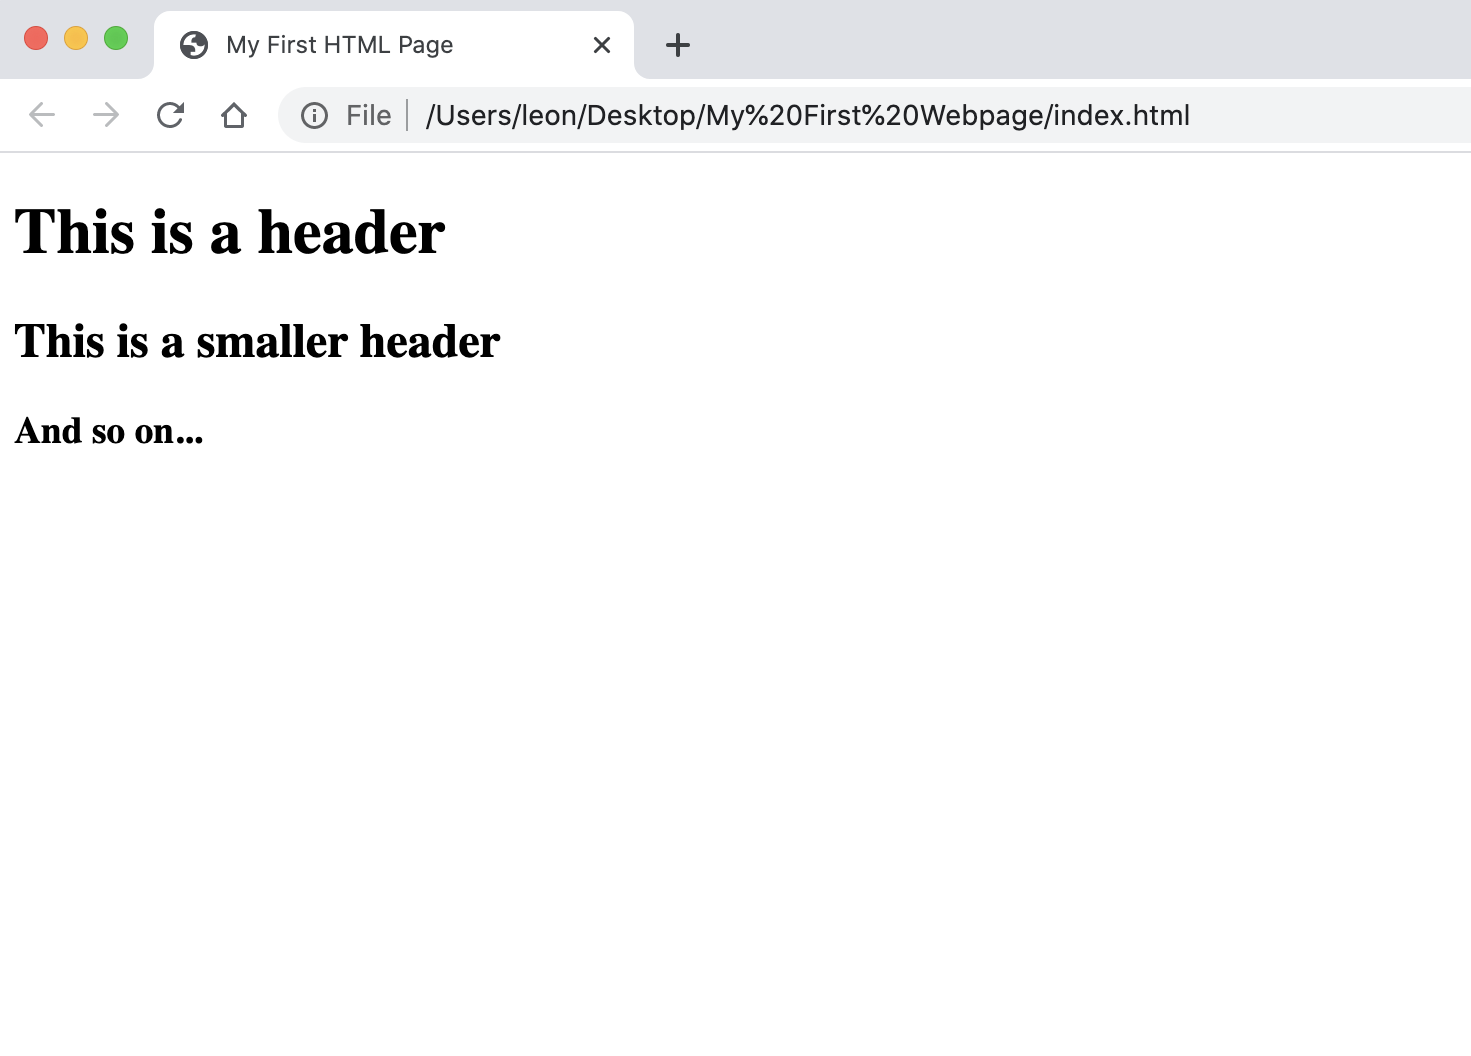 My First HTML Page
File /Users/leon/Desktop/My%20First%20Webpage/index.html
This is a header
This is a smaller header
And so on...